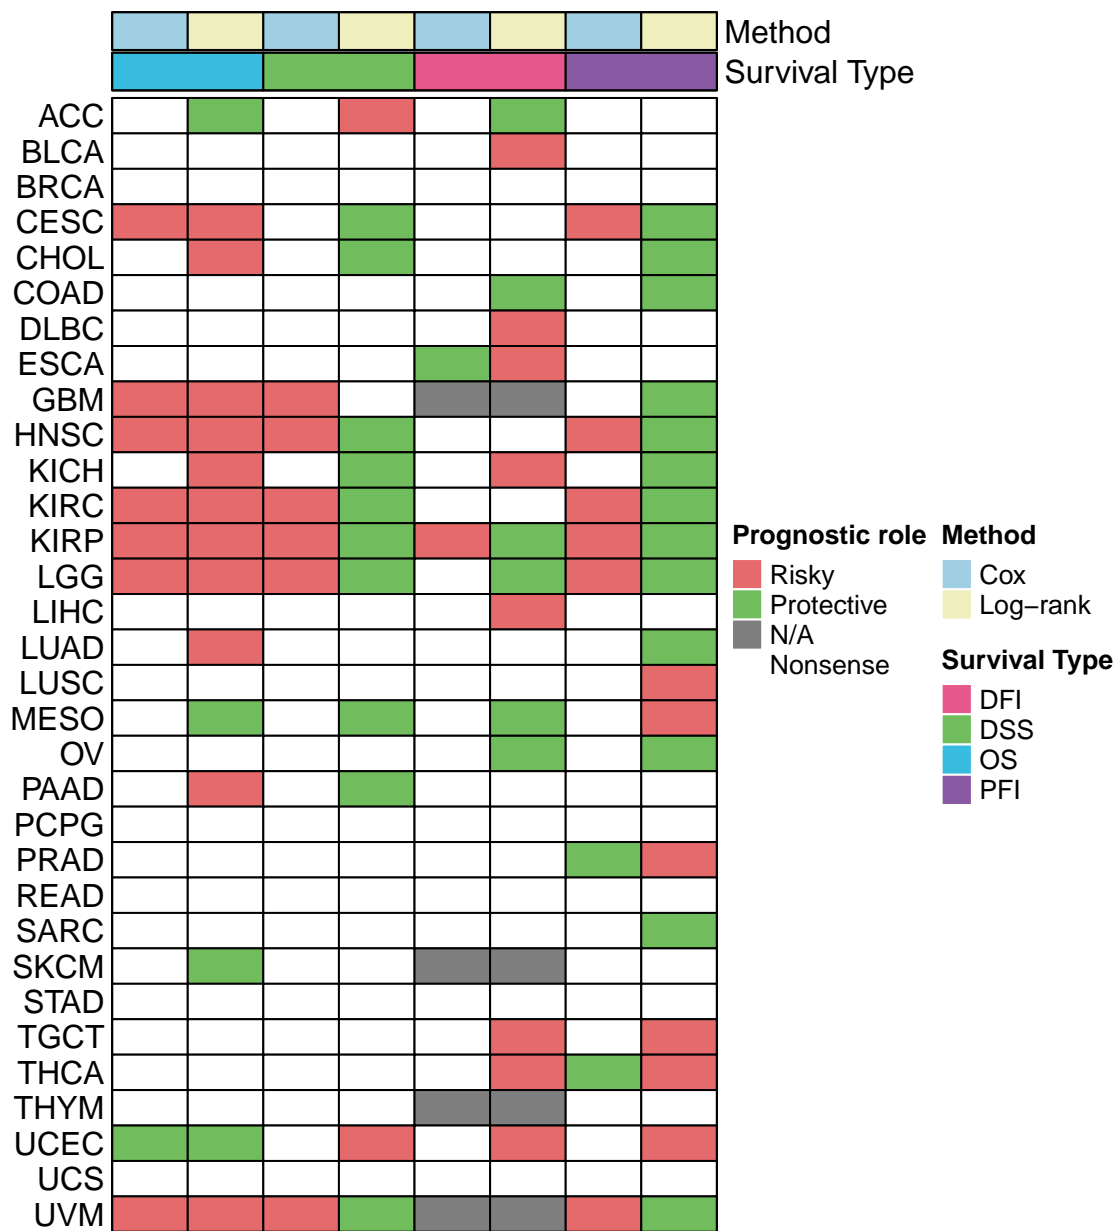 Method
Survival Type
ACC
BLCA
BRCA
CESC
CHOL
COAD
DLBC
ESCA
GBM
HNSC
KICH
KIRC
KIRP
LGG
LIHC
LUAD
LUSC
MESO
OV
PAAD
PCPG
PRAD
READ
SARC
SKCM
STAD
TGCT
THCA
THYM
UCEC
UCS
UVM
Prognostic role
Risky
Protective
N/A
Nonsense
Method
Cox
Log−rank
Survival Type
DFI
DSS
OS
PFI